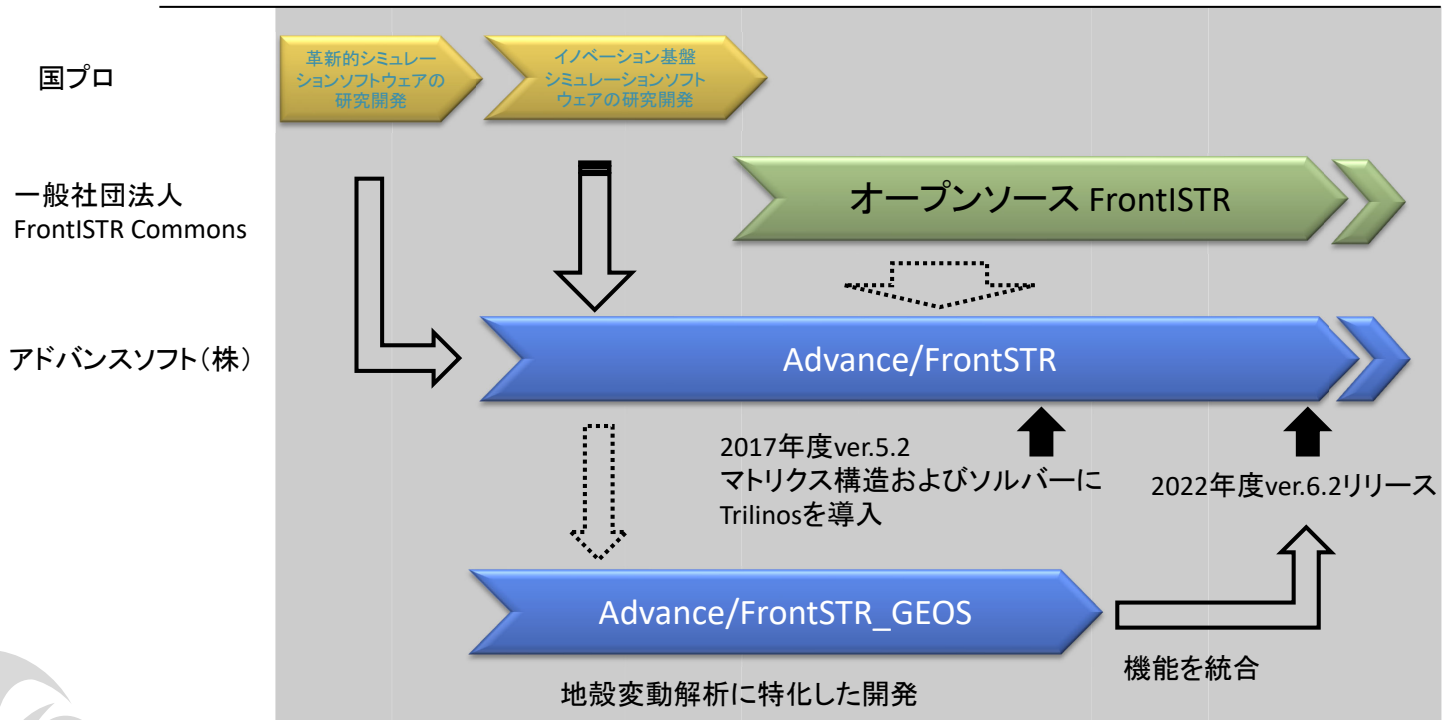 国プロ
革新的シミュレー
ションソフトウェアの
研究開発
イノベーション基盤
シミュレーションソフト
ウェアの研究開発
一般社団法人
FrontISTR Commons
オープンソース FrontISTR
アドバンスソフト(株)
Advance/FrontSTR
2017年度ver.5.2
マトリクス構造およびソルバーに
Trilinosを導入
2022年度ver.6.2リリース
Advance/FrontSTR_GEOS
機能を統合
地殻変動解析に特化した開発